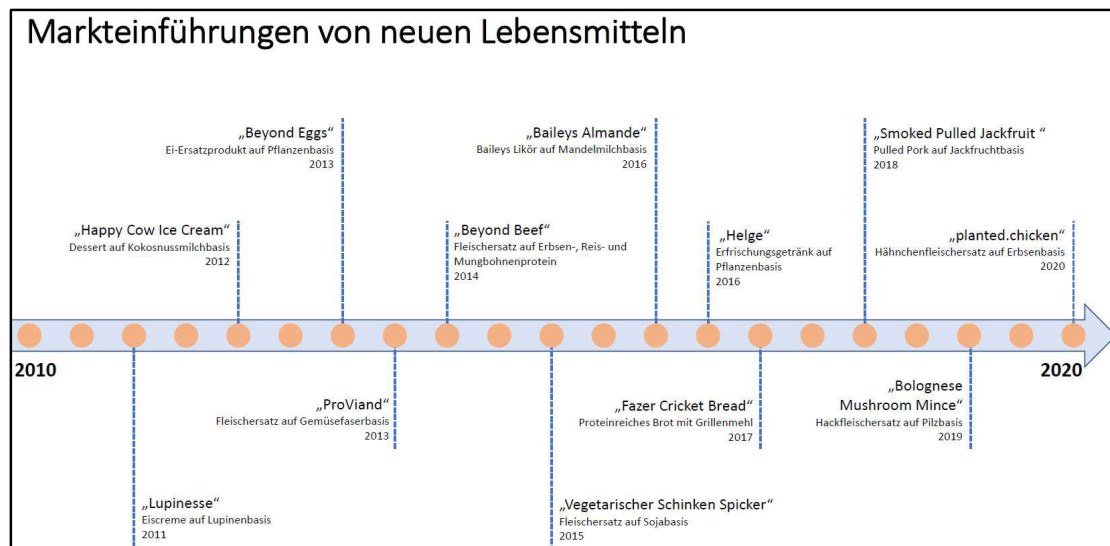 Markteinführungen von neuen Lebensmitteln
„Beyond Eggs“
Ei-Ersatzprodukt auf Pflanzenbasis
2013
„Baileys Almande“
Baileys Likör auf Mandelmilchbasis
2016
„Smoked Pulled Jackfruit “
Pulled Pork auf Jackfruchtbasis
2018
„Happy Cow Ice Cream“
Dessert auf Kokosnussmilchbasis
2012
„Beyond Beef“
Fleischersatz auf Erbsen-, Reis- und
Mungbohnenprotein
2014
„Helge“
Erfrischungsgetränk auf
Pflanzenbasis
2016
„planted.chicken“
Hähnchenfleischersatz auf Erbsenbasis
2020
2010
2020
„ProViand“
Fleischersatz auf Gemüsefaserbasis
2013
„Fazer Cricket Bread“
Proteinreiches Brot mit Grillenmehl
2017
„Bolognese
Mushroom Mince“
Hackfleischersatz auf Pilzbasis
2019
„Lupinesse“
Eiscreme auf Lupinenbasis
2011
„Vegetarischer Schinken Spicker“
Fleischersatz auf Sojabasis
2015